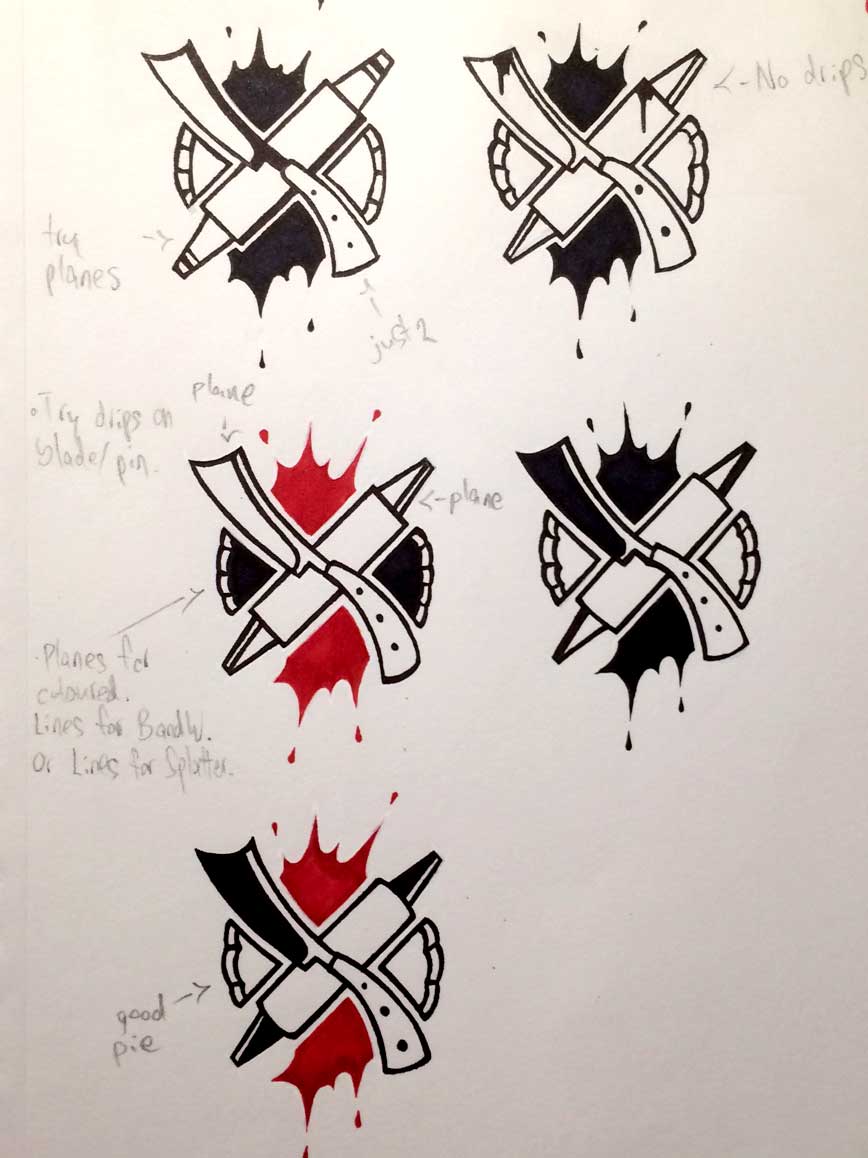 <- No drips
try
planes
just 2
plane
• Try drips on
blade/pin.
<- plane
- Planes for
coloured.
Lines for BandW.
Or Lines for Splatter.
good
pie